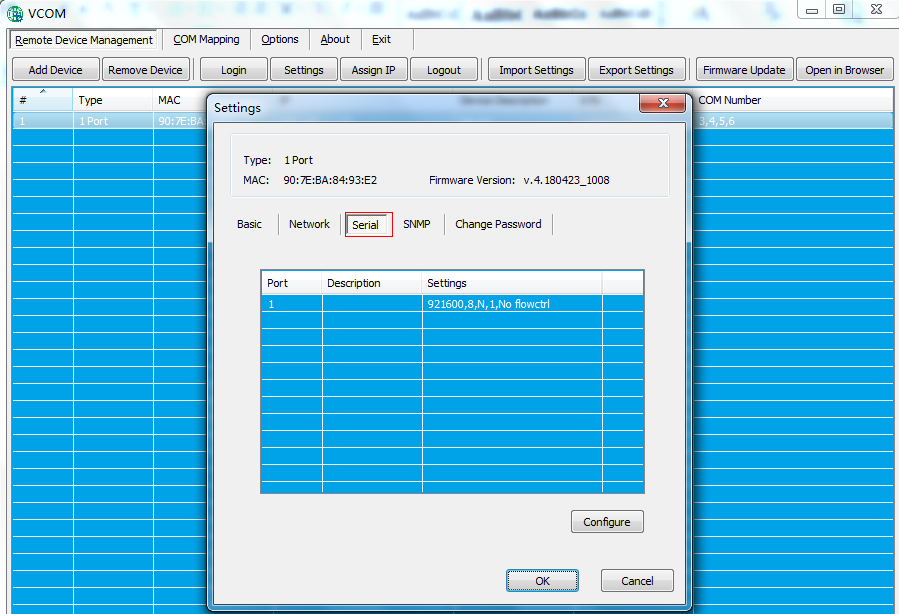 VCOM
Remote Device Management COM Mapping Options About Exit
Add Device Remove Device Login Settings Assign IP Logout Import Settings Export Settings Firmware Update Open in Browser
# Type MAC COM Number
1 1 Port 90:7E:BA: 3,4,5,6
Settings
Type: 1 Port
MAC: 90:7E:BA:84:93:E2 Firmware Version: v.4.180423_1008
Basic Network Serial SNMP Change Password
Port Description Settings
1 921600,8,N,1,No flowctrl
Configure
OK Cancel